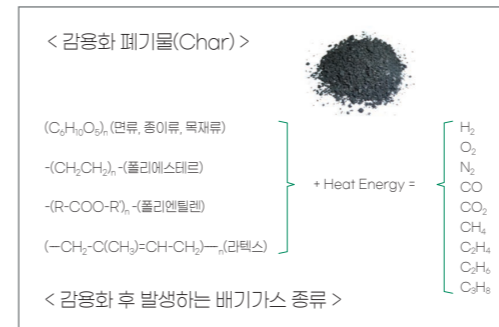 < 감용화 폐기물(Char) >
(C₆H₁₀O₅)ₙ (면류, 종이류, 목재류)
-(CH₂CH₂)ₙ -(폴리에스테르)
-(R-COO-R')ₙ -(폴리엔틸렌)
(—CH₂-C(CH₃)=CH-CH₂)—ₙ(라텍스)
+ Heat Energy =
H₂
O₂
N₂
CO
CO₂
CH₄
C₂H₄
C₂H₆
C₃H₈
< 감용화 후 발생하는 배기가스 종류 >